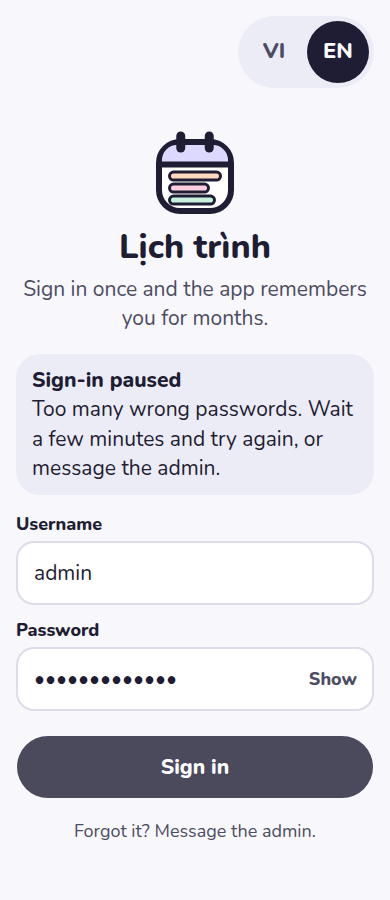 VI EN
Lịch trình
Sign in once and the app remembers
you for months.
Sign-in paused
Too many wrong passwords. Wait
a few minutes and try again, or
message the admin.
Username
admin
Password
•••••••••••••
Show
Sign in
Forgot it? Message the admin.